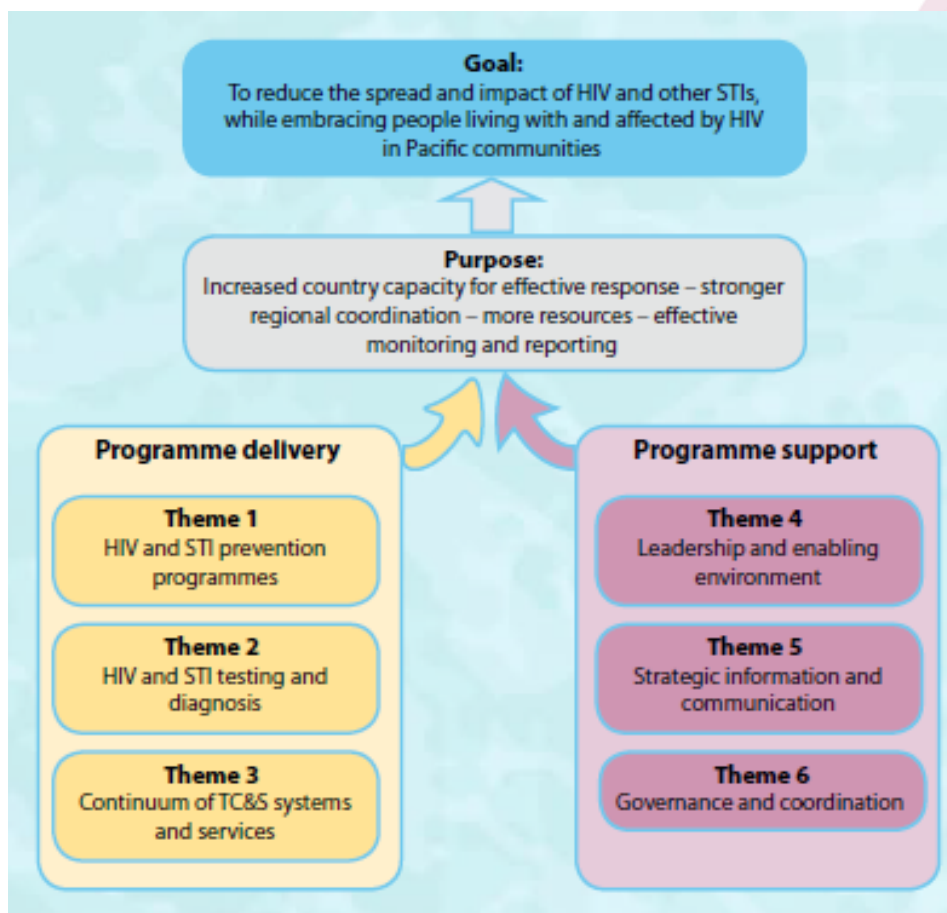 Goal:
To reduce the spread and impact of HIV and other STIs,
while embracing people living with and affected by HIV
in Pacific communities
Purpose:
Increased country capacity for effective response – stronger
regional coordination – more resources – effective
monitoring and reporting
Programme delivery
Theme 1
HIV and STI prevention
programmes
Theme 2
HIV and STI testing and
diagnosis
Theme 3
Continuum of TC&S systems
and services
Programme support
Theme 4
Leadership and enabling
environment
Theme 5
Strategic information and
communication
Theme 6
Governance and coordination